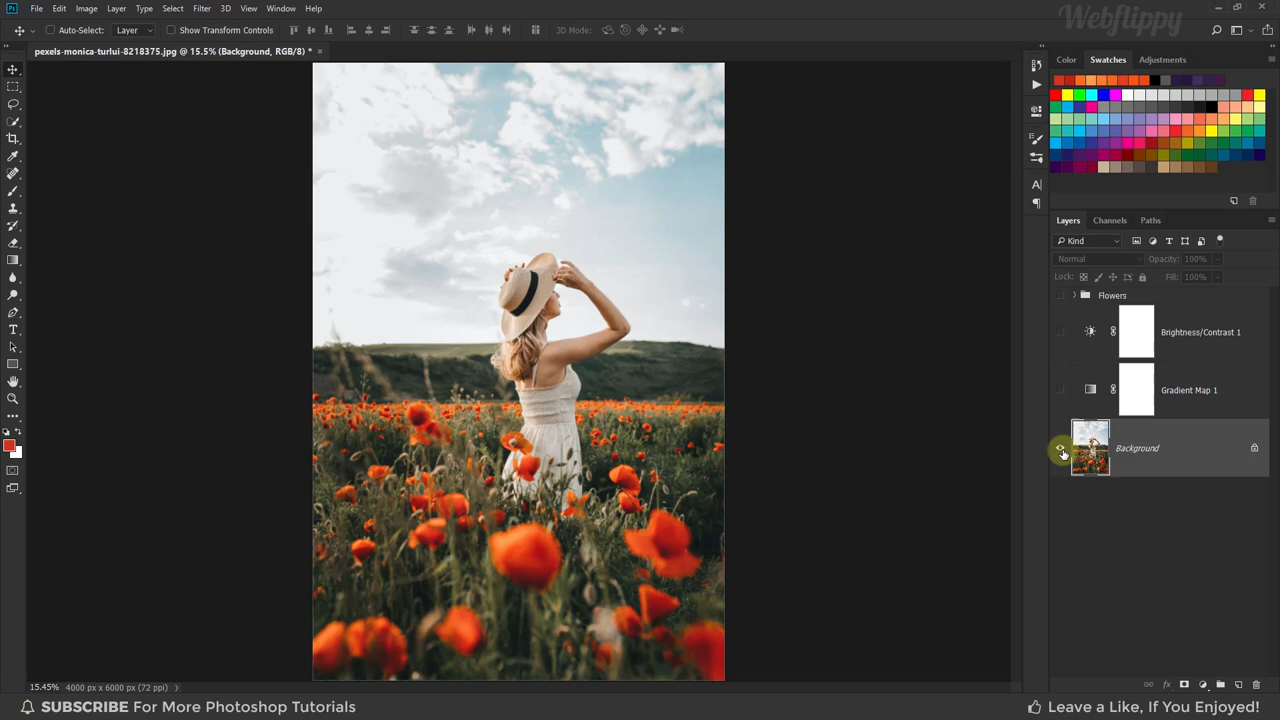 Webflippy
Ps File Edit Image Layer Type Select Filter 3D View Window Help
Auto-Select: Layer Show Transform Controls 3D Mode:
pexels-monica-turlui-8218375.jpg @ 15.5% (Background, RGB/8) * ×
Color Swatches Adjustments
Layers Channels Paths
Kind
Normal Opacity: 100%
Lock: Fill: 100%
Flowers
Brightness/Contrast 1
Gradient Map 1
Background
15.45% 4000 px x 6000 px (72 ppi)
SUBSCRIBE For More Photoshop Tutorials
Leave a Like, If You Enjoyed!